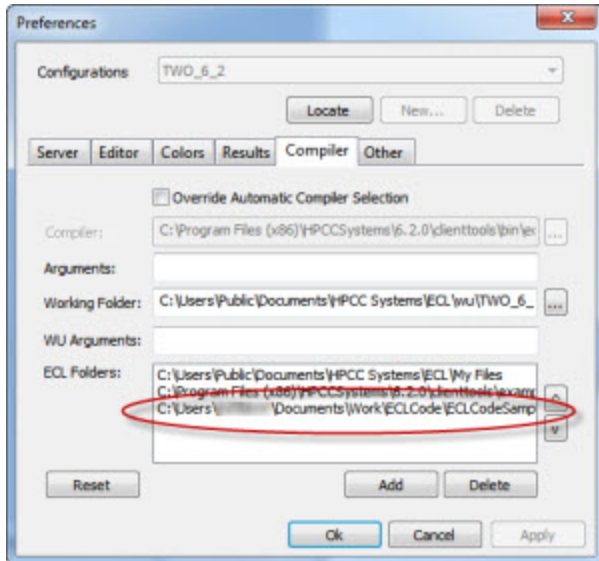 Preferences
Configurations TWO_6_2
Locate New... Delete
Server Editor Colors Results Compiler Other
Override Automatic Compiler Selection
Compiler: C:\Program Files (x86)\HPCCSystems\6.2.0\clienttools\bin\ec ...
Arguments:
Working Folder: C:\Users\Public\Documents\HPCC Systems\ECL\wu\TWO_6_ ...
WU Arguments:
ECL Folders: C:\Users\Public\Documents\HPCC Systems\ECL\My Files
C:\Program Files (x86)\HPCCSystems\6.2.0\clienttools\examp
C:\Users\ \Documents\Work\ECLCode\ECLCodeSamp
Reset Add Delete
Ok Cancel Apply